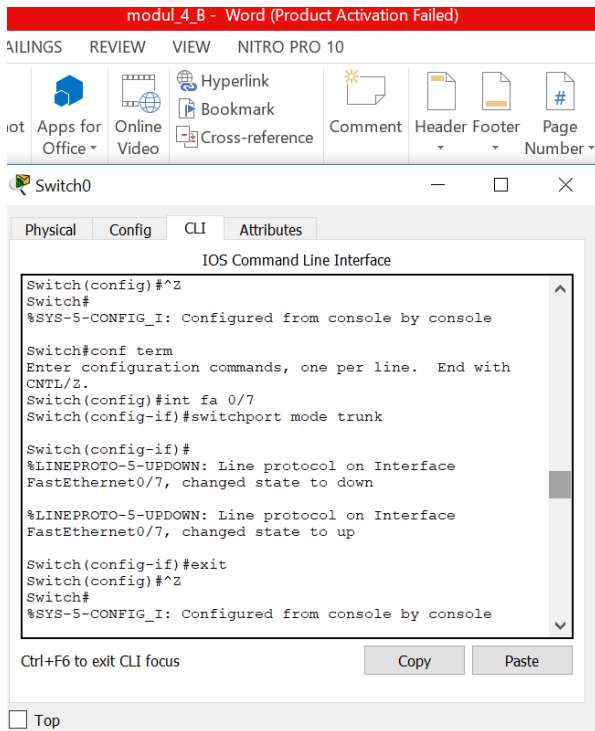 modul_4_B - Word (Product Activation Failed)
AILINGS REVIEW VIEW NITRO PRO 10
Hyperlink
Bookmark
Cross-reference
Apps for Office
Online Video
Comment
Header
Footer
Page Number
#
Switch0
Physical Config CLI Attributes
IOS Command Line Interface
Switch(config)#^Z
Switch#
%SYS-5-CONFIG_I: Configured from console by console
Switch#conf term
Enter configuration commands, one per line. End with
CNTL/Z.
Switch(config)#int fa 0/7
Switch(config-if)#switchport mode trunk
Switch(config-if)#
%LINEPROTO-5-UPDOWN: Line protocol on Interface
FastEthernet0/7, changed state to down
%LINEPROTO-5-UPDOWN: Line protocol on Interface
FastEthernet0/7, changed state to up
Switch(config-if)#exit
Switch(config)#^Z
Switch#
%SYS-5-CONFIG_I: Configured from console by console
Ctrl+F6 to exit CLI focus
Copy Paste
Top